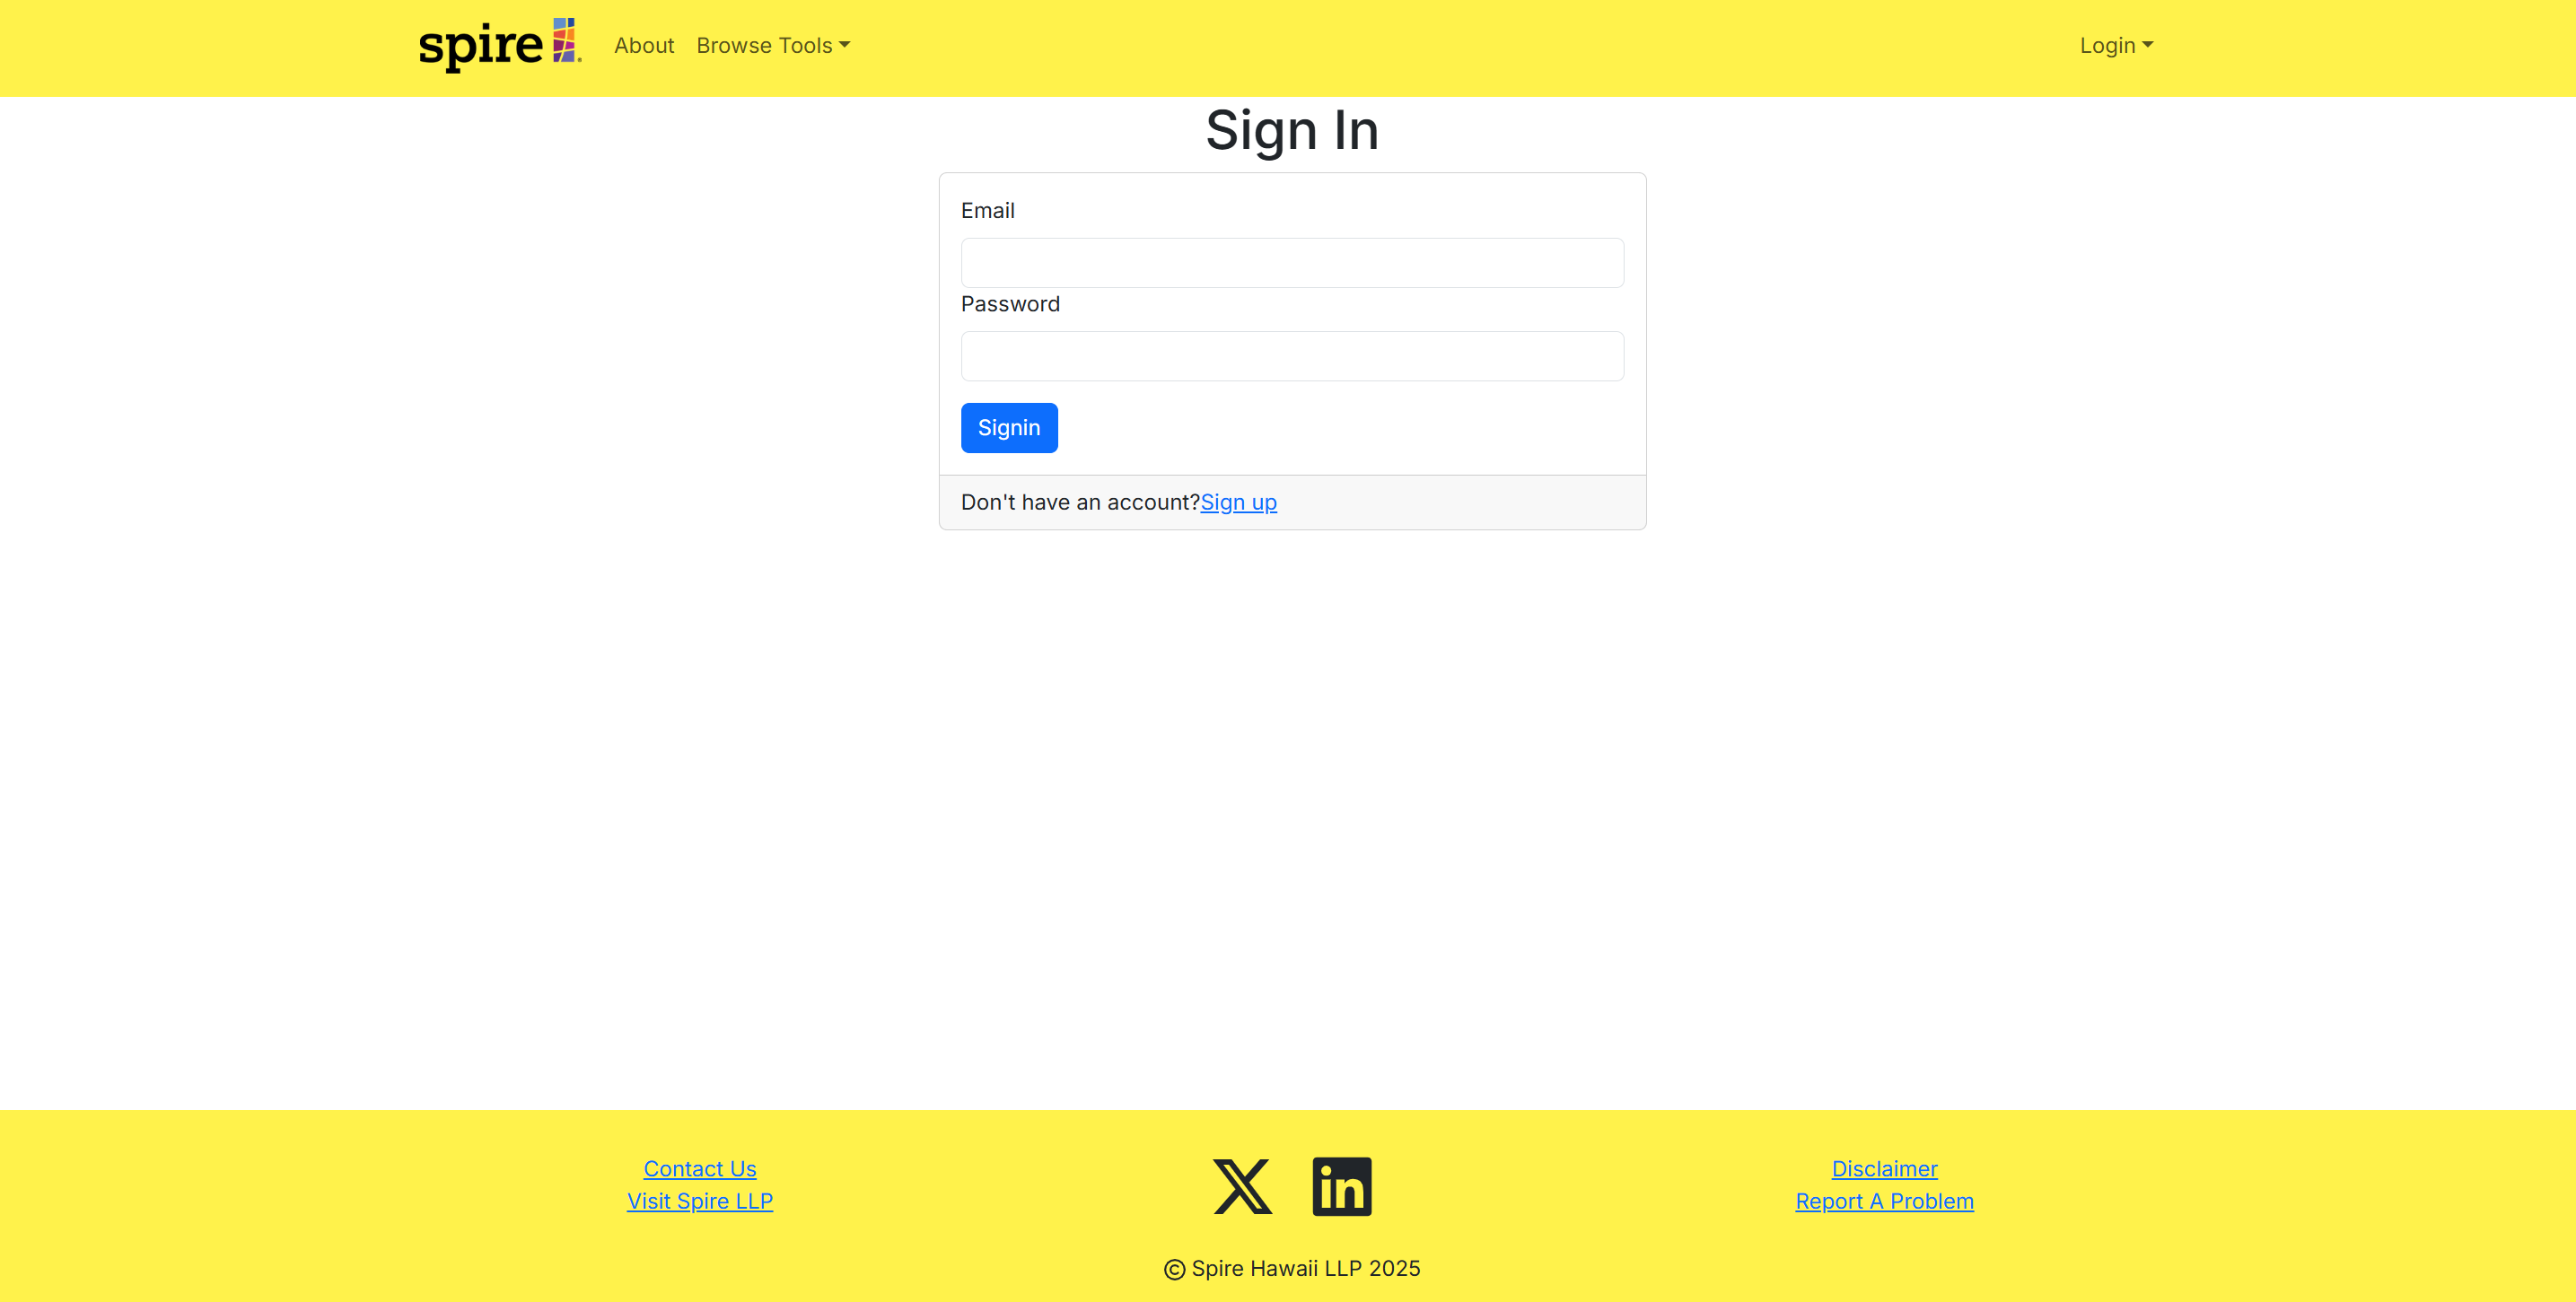 spire About Browse Tools Login
Sign In
Email
Password
Signin
Don't have an account?Sign up
Contact Us
Visit Spire LLP
in
Disclaimer
Report A Problem
© Spire Hawaii LLP 2025